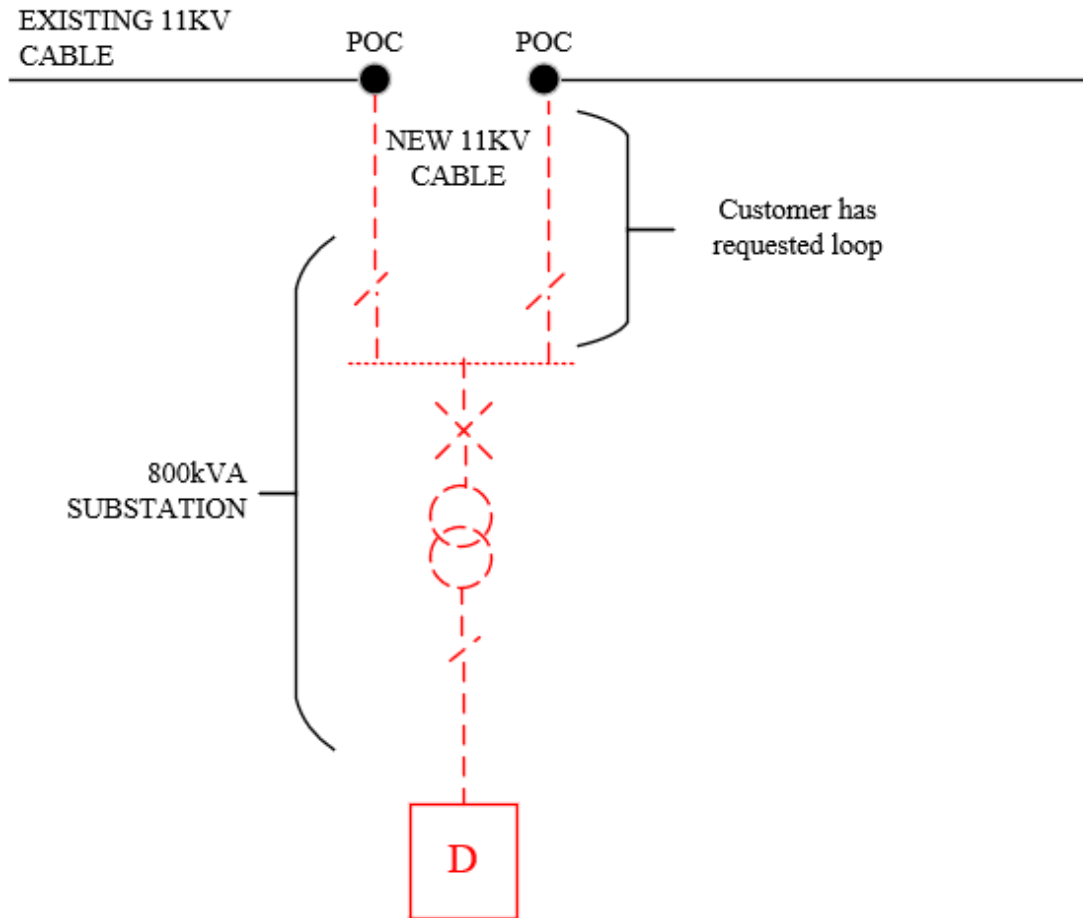 EXISTING 11KV
CABLE
POC
POC
NEW 11KV
CABLE
Customer has
requested loop
800kVA
SUBSTATION
D